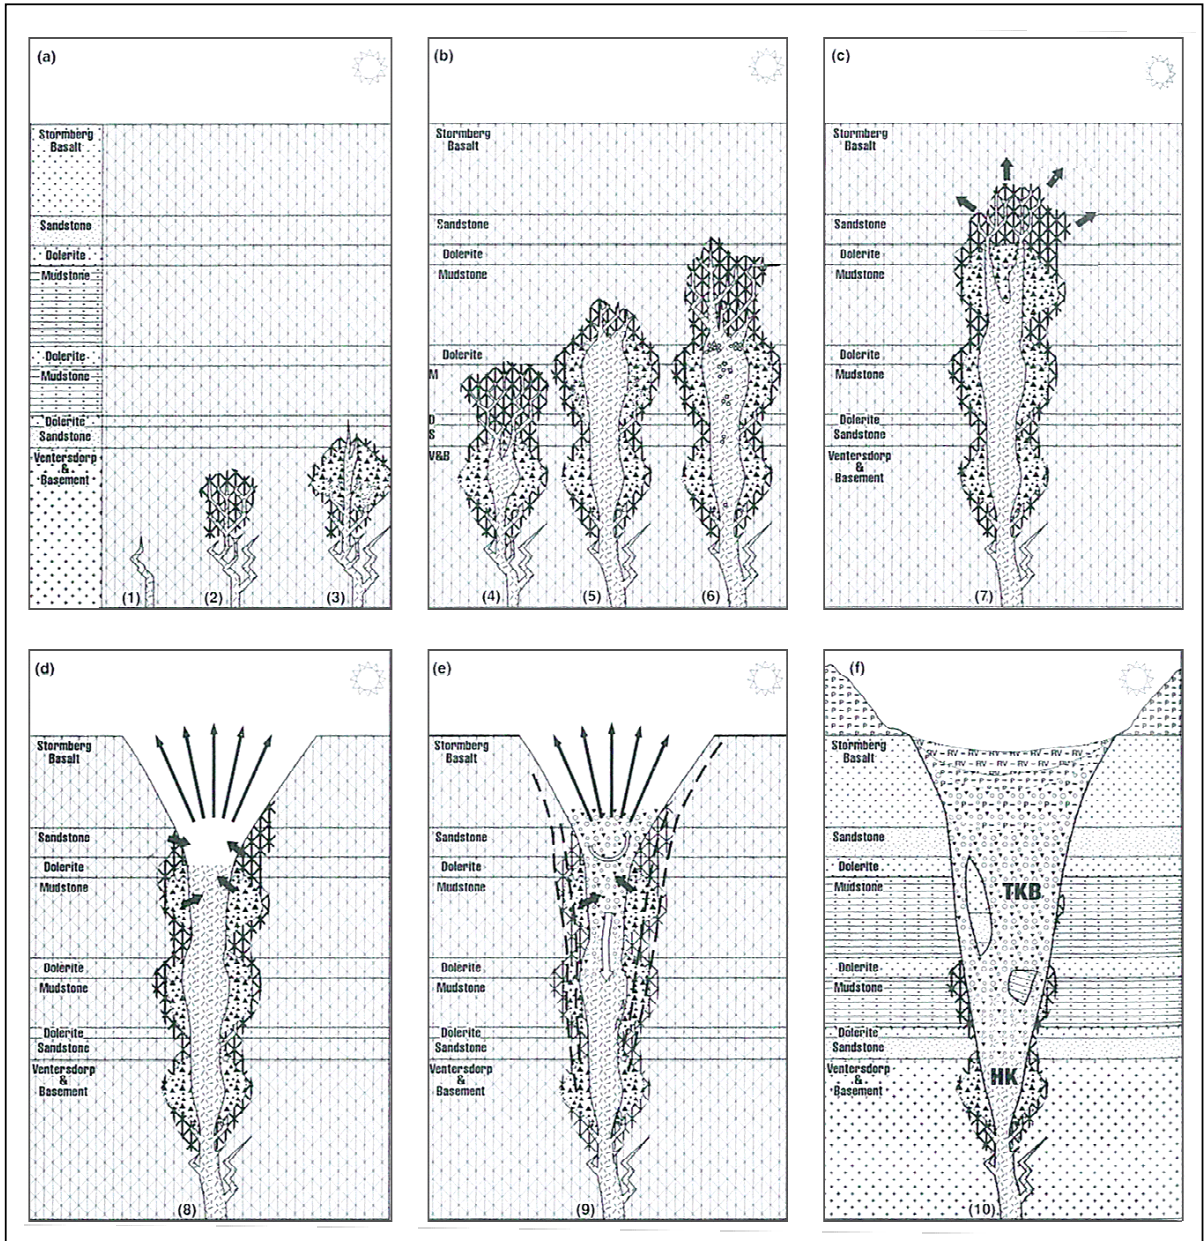 (a)
Stormberg
Basalt
Sandstone
Dolerite
Mudstone
Dolerite
Mudstone
Dolerite
Sandstone
Ventersdorp
&
Basement
(1)
(2)
(3)
(b)
Stormberg
Basalt
Sandstone
Dolerite
Mudstone
Dolerite
M
D
S
V&B
(4)
(5)
(6)
(c)
Stormberg
Basalt
Sandstone
Dolerite
Mudstone
Dolerite
Mudstone
Dolerite
Sandstone
Ventersdorp
&
Basement
(7)
(d)
Stormberg
Basalt
Sandstone
Dolerite
Mudstone
Dolerite
Mudstone
Dolerite
Sandstone
Ventersdorp
&
Basement
(8)
(e)
Stormberg
Basalt
Sandstone
Dolerite
Mudstone
Dolerite
Mudstone
Dolerite
Sandstone
Ventersdorp
&
Basement
(9)
(f)
Stormberg
Basalt
Sandstone
Dolerite
Mudstone
Dolerite
Mudstone
Dolerite
Sandstone
Ventersdorp
&
Basement
TKB
HK
(10)